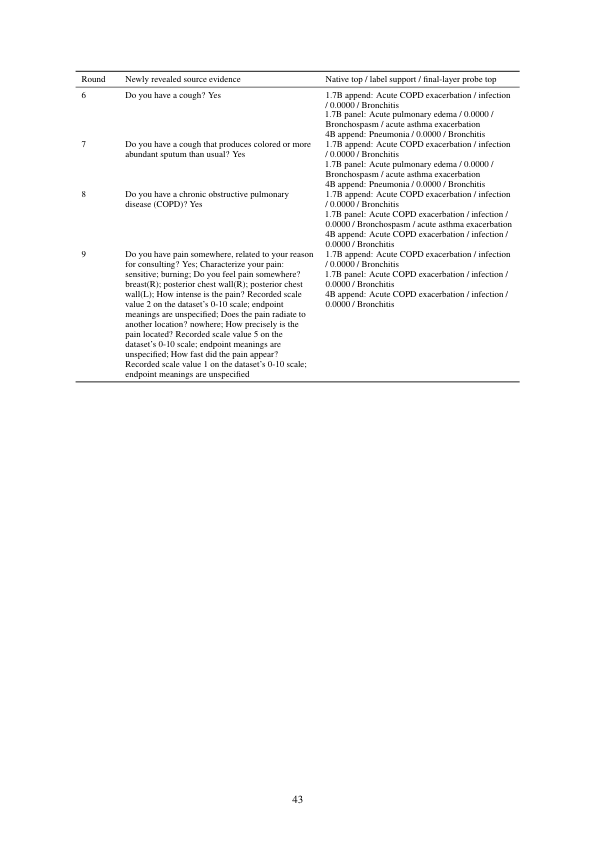 Round Newly revealed source evidence Native top / label support / final-layer probe top
6 Do you have a cough? Yes 1.7B append: Acute COPD exacerbation / infection
/ 0.0000 / Bronchitis
1.7B panel: Acute pulmonary edema / 0.0000 /
Bronchospasm / acute asthma exacerbation
4B append: Pneumonia / 0.0000 / Bronchitis
7 Do you have a cough that produces colored or more 1.7B append: Acute COPD exacerbation / infection
abundant sputum than usual? Yes / 0.0000 / Bronchitis
1.7B panel: Acute pulmonary edema / 0.0000 /
Bronchospasm / acute asthma exacerbation
4B append: Pneumonia / 0.0000 / Bronchitis
8 Do you have a chronic obstructive pulmonary 1.7B append: Acute COPD exacerbation / infection
disease (COPD)? Yes / 0.0000 / Bronchitis
1.7B panel: Acute COPD exacerbation / infection /
0.0000 / Bronchospasm / acute asthma exacerbation
4B append: Acute COPD exacerbation / infection /
0.0000 / Bronchitis
9 Do you have pain somewhere, related to your reason 1.7B append: Acute COPD exacerbation / infection
for consulting? Yes; Characterize your pain: / 0.0000 / Bronchitis
sensitive; burning; Do you feel pain somewhere? 1.7B panel: Acute COPD exacerbation / infection /
breast(R); posterior chest wall(R); posterior chest 0.0000 / Bronchitis
wall(L); How intense is the pain? Recorded scale 4B append: Acute COPD exacerbation / infection /
value 2 on the dataset's 0-10 scale; endpoint 0.0000 / Bronchitis
meanings are unspecified; Does the pain radiate to
another location? nowhere; How precisely is the
pain located? Recorded scale value 5 on the
dataset's 0-10 scale; endpoint meanings are
unspecified; How fast did the pain appear?
Recorded scale value 1 on the dataset's 0-10 scale;
endpoint meanings are unspecified
43